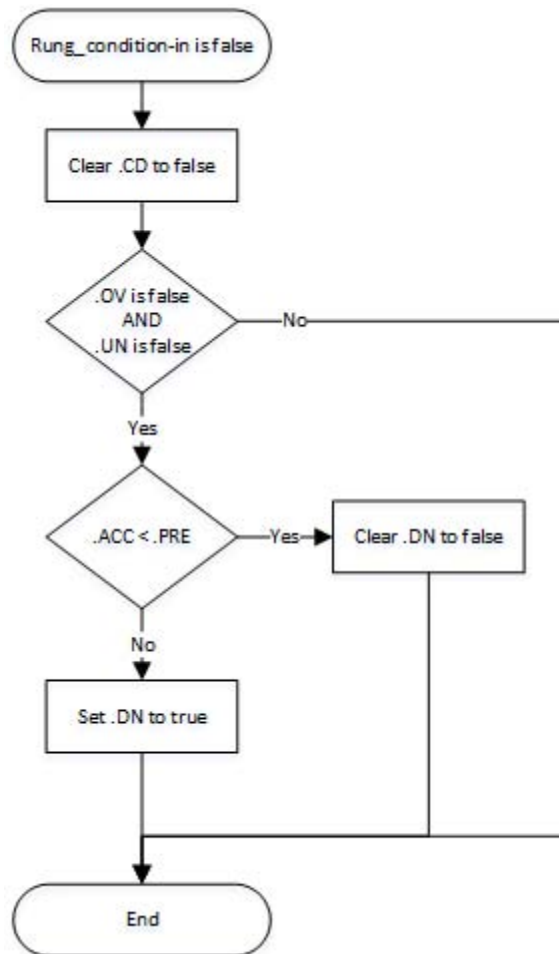 Rung_condition-in is false
Clear .CD to false
.OV is false
AND
.UN is false
No
Yes
.ACC < .PRE
Yes
Clear .DN to false
No
Set .DN to true
End